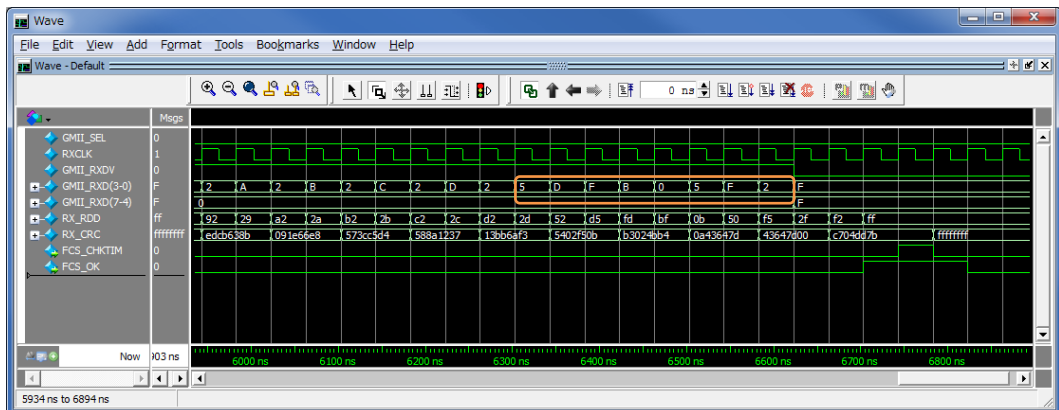 Wave
File Edit View Add Format Tools Bookmarks Window Help
Wave - Default
0 ns
Msgs
GMII_SEL 0
RXCLK 1
GMII_RXDV 0
GMII_RXD(3-0) F 2 A 2 B 2 C 2 D 2 5 D F B 0 5 F 2 F
GMII_RXD(7-4) F 0 F
RX_RDD ff 92 29 a2 2a b2 2b c2 2c d2 2d 52 d5 fd bf 0b 50 f5 2f f2 ff
RX_CRC ffffffff edcb638b 091e66e8 573cc5d4 588a1237 13bb6af3 5402f50b b3024bb4 0a43647d 43647d00 c704dd7b ffffffff
FCS_CHKTIM 0
FCS_OK 0
Now 903 ns 6000 ns 6100 ns 6200 ns 6300 ns 6400 ns 6500 ns 6600 ns 6700 ns 6800 ns
5934 ns to 6894 ns